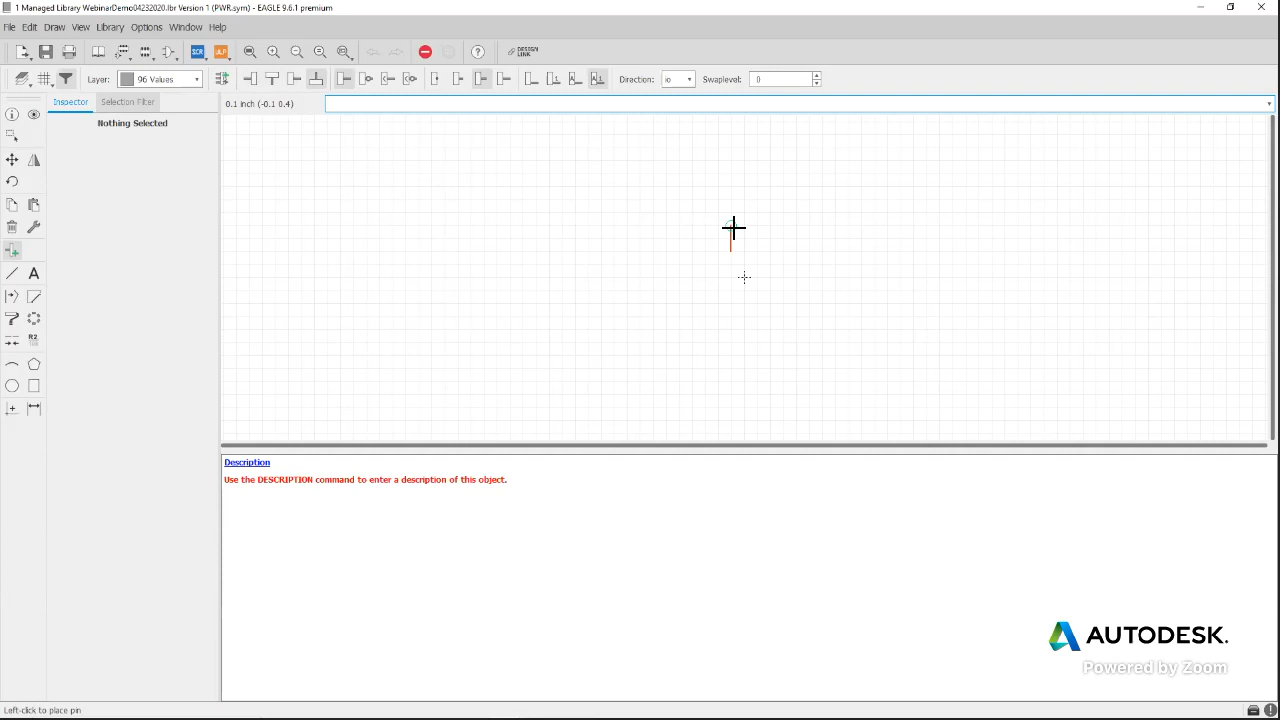 1 Managed Library WebinarDemo04232020.lbr Version 1 (PWR.sym) - EAGLE 9.6.1 premium
File Edit Draw View Library Options Window Help
SCR ULP DESIGN LINK
Layer: 96 Values Direction: io Swaplevel: 0
Inspector Selection Filter 0.1 inch (-0.1 0.4)
Nothing Selected
A
R2
Description
Use the DESCRIPTION command to enter a description of this object.
AUTODESK.
Powered by Zoom
Left-click to place pin